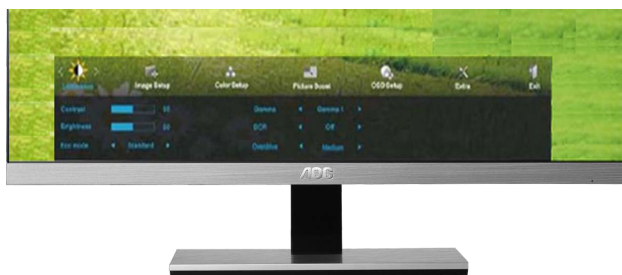 Luminance Image Setup Color Setup Picture Boost OSD Setup Extra Exit
Contrast 50 Gamma Gamma 1
Brightness DCR Off
Eco mode Standard Overdrive Medium
AOC